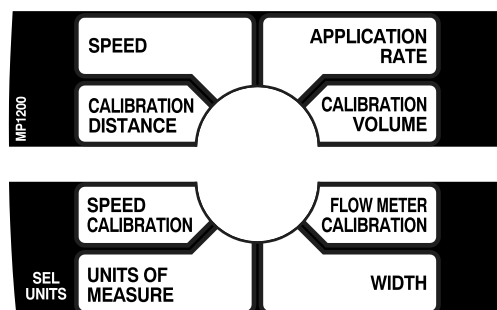 SPEED
APPLICATION
RATE
CALIBRATION
DISTANCE
CALIBRATION
VOLUME
MP1200
SPEED
CALIBRATION
FLOW METER
CALIBRATION
SEL
UNITS
UNITS OF
MEASURE
WIDTH